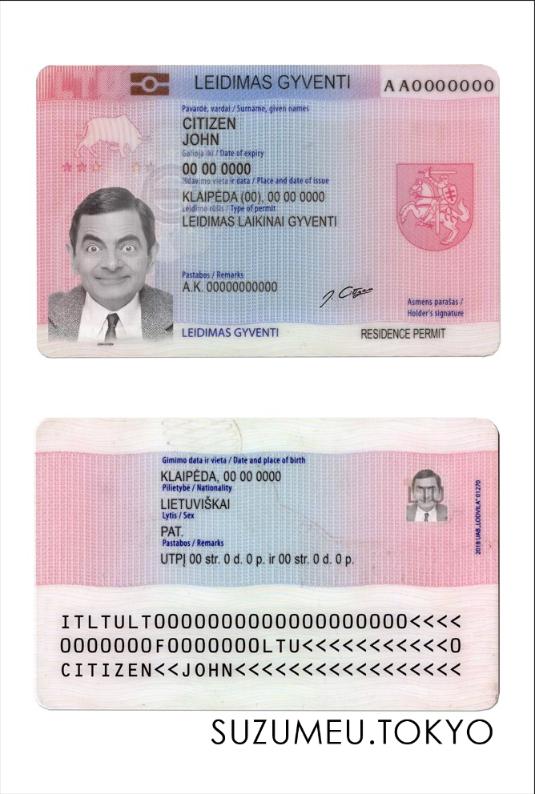 LTU
LEIDIMAS GYVENTI
AA0000000
Pavardė, vardai / Surname, given names
CITIZEN
JOHN
Galioja iki / Date of expiry
00 00 0000
Išdavimo vieta ir data / Place and date of issue
KLAIPĖDA (00), 00 00 0000
Leidimo rūšis / Type of permit
LEIDIMAS LAIKINAI GYVENTI
Pastabos / Remarks
A.K. 00000000000
J. Citizen
Asmens parašas /
Holder's signature
LEIDIMAS GYVENTI
RESIDENCE PERMIT
Gimimo data ir vieta / Date and place of birth
KLAIPĖDA, 00 00 0000
Pilietybė / Nationality
LIETUVIŠKAI
Lytis / Sex
PAT.
Pastabos / Remarks
UTPĮ 00 str. 0 d. 0 p. ir 00 str. 0 d. 0 p.
2018 UAB „LODVILA" 01270
ITLTULT0000000000000000000<<<<
0000000F0000000LTU<<<<<<<<<<<0
CITIZEN<<JOHN<<<<<<<<<<<<<<<<<
SUZUMEU.TOKYO